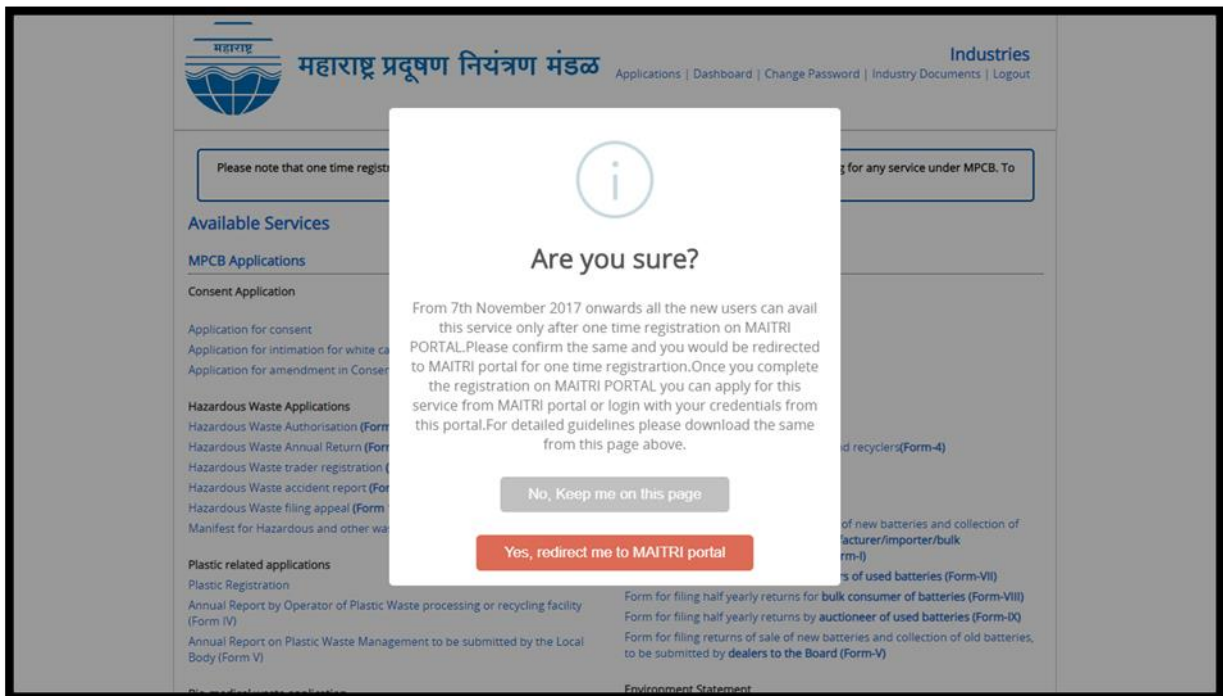 महाराष्ट्र
महाराष्ट्र प्रदूषण नियंत्रण मंडळ
Industries
Applications | Dashboard | Change Password | Industry Documents | Logout
Please note that one time regist
g for any service under MPCB. To
Available Services
MPCB Applications
Consent Application
Application for consent
Application for intimation for white ca
Application for amendment in Conser
Hazardous Waste Applications
Hazardous Waste Authorisation (Form
Hazardous Waste Annual Return (Forr
Hazardous Waste trader registration (
Hazardous Waste accident report (For
Hazardous Waste filing appeal (Form
Manifest for Hazardous and other wa
Plastic related applications
Plastic Registration
Annual Report by Operator of Plastic Waste processing or recycling facility
(Form IV)
Annual Report on Plastic Waste Management to be submitted by the Local
Body (Form V)
i
Are you sure?
From 7th November 2017 onwards all the new users can avail
this service only after one time registration on MAITRI
PORTAL.Please confirm the same and you would be redirected
to MAITRI portal for one time registrartion.Once you complete
the registration on MAITRI PORTAL you can apply for this
service from MAITRI portal or login with your credentials from
this portal.For detailed guidelines please download the same
from this page above.
No, Keep me on this page
Yes, redirect me to MAITRI portal
d recyclers(Form-4)
of new batteries and collection of
facturer/importer/bulk
rm-I)
rs of used batteries (Form-VII)
Form for filing half yearly returns for bulk consumer of batteries (Form-VIII)
Form for filing half yearly returns by auctioneer of used batteries (Form-IX)
Form for filing returns of sale of new batteries and collection of old batteries,
to be submitted by dealers to the Board (Form-V)
Environment Statement